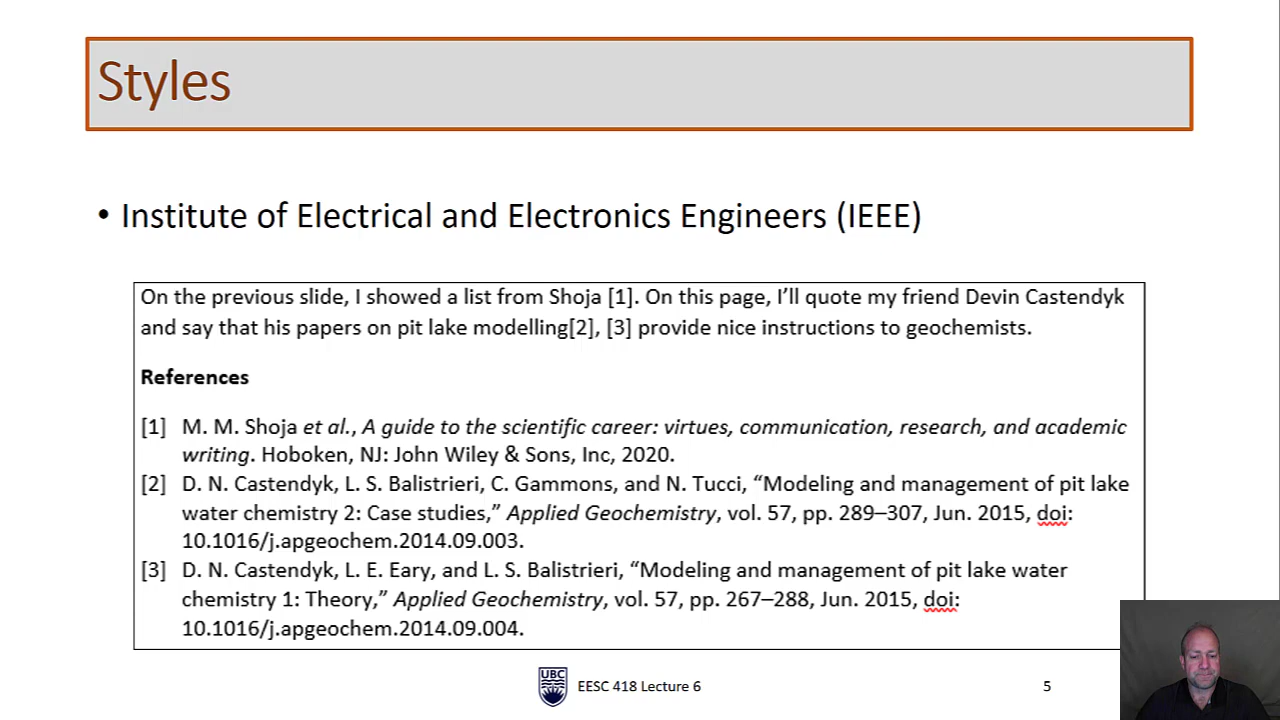 Styles
• Institute of Electrical and Electronics Engineers (IEEE)
On the previous slide, I showed a list from Shoja [1]. On this page, I’ll quote my friend Devin Castendyk
and say that his papers on pit lake modelling[2], [3] provide nice instructions to geochemists.
References
[1] M. M. Shoja et al., A guide to the scientific career: virtues, communication, research, and academic
writing. Hoboken, NJ: John Wiley & Sons, Inc, 2020.
[2] D. N. Castendyk, L. S. Balistrieri, C. Gammons, and N. Tucci, “Modeling and management of pit lake
water chemistry 2: Case studies,” Applied Geochemistry, vol. 57, pp. 289–307, Jun. 2015, doi:
10.1016/j.apgeochem.2014.09.003.
[3] D. N. Castendyk, L. E. Eary, and L. S. Balistrieri, “Modeling and management of pit lake water
chemistry 1: Theory,” Applied Geochemistry, vol. 57, pp. 267–288, Jun. 2015, doi:
10.1016/j.apgeochem.2014.09.004.
UBC
EESC 418 Lecture 6
5